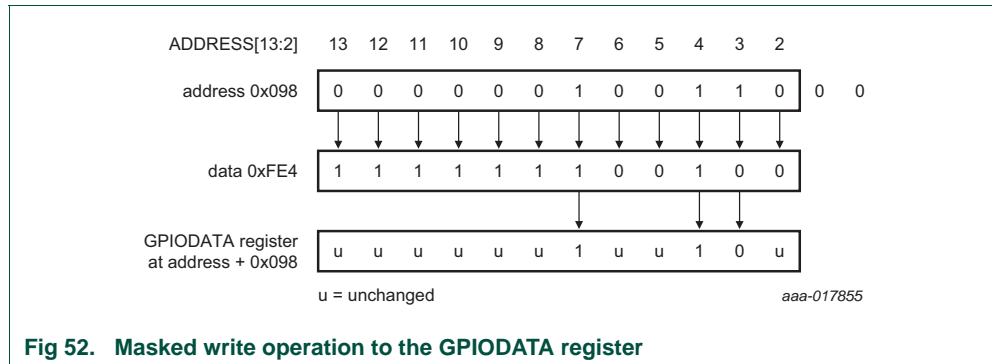 ADDRESS[13:2] 13 12 11 10 9 8 7 6 5 4 3 2
address 0x098 0 0 0 0 0 0 1 0 0 1 1 0 0 0
data 0xFE4 1 1 1 1 1 1 1 0 0 1 0 0
GPIODATA register
at address + 0x098 u u u u u u 1 u u 1 0 u
u = unchanged aaa-017855
Fig 52. Masked write operation to the GPIODATA register